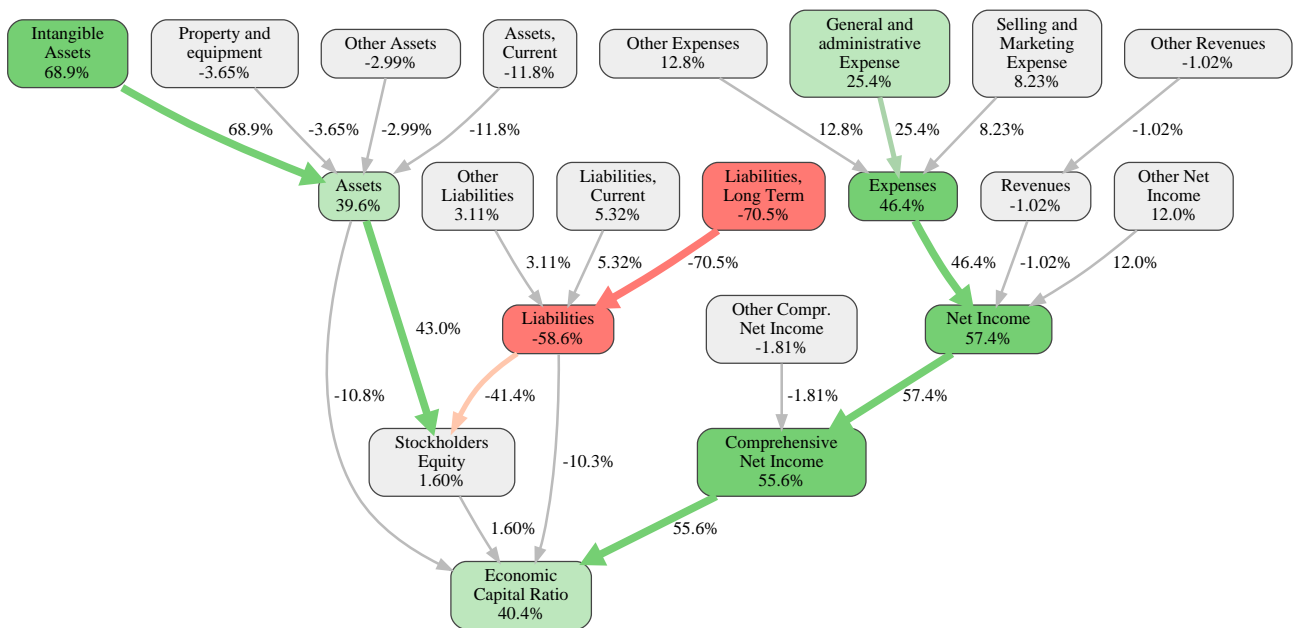 Intangible
Assets
68.9%
Property and
equipment
-3.65%
Other Assets
-2.99%
Assets,
Current
-11.8%
Other Expenses
12.8%
General and
administrative
Expense
25.4%
Selling and
Marketing
Expense
8.23%
Other Revenues
-1.02%
68.9%
-3.65%
-2.99%
-11.8%
12.8%
25.4%
8.23%
-1.02%
Assets
39.6%
Other
Liabilities
3.11%
Liabilities,
Current
5.32%
Liabilities,
Long Term
-70.5%
Expenses
46.4%
Revenues
-1.02%
Other Net
Income
12.0%
3.11%
5.32%
-70.5%
46.4%
-1.02%
12.0%
43.0%
Liabilities
-58.6%
Other Compr.
Net Income
-1.81%
Net Income
57.4%
-10.8%
-41.4%
-1.81%
57.4%
Stockholders
Equity
1.60%
-10.3%
Comprehensive
Net Income
55.6%
1.60%
55.6%
Economic
Capital Ratio
40.4%